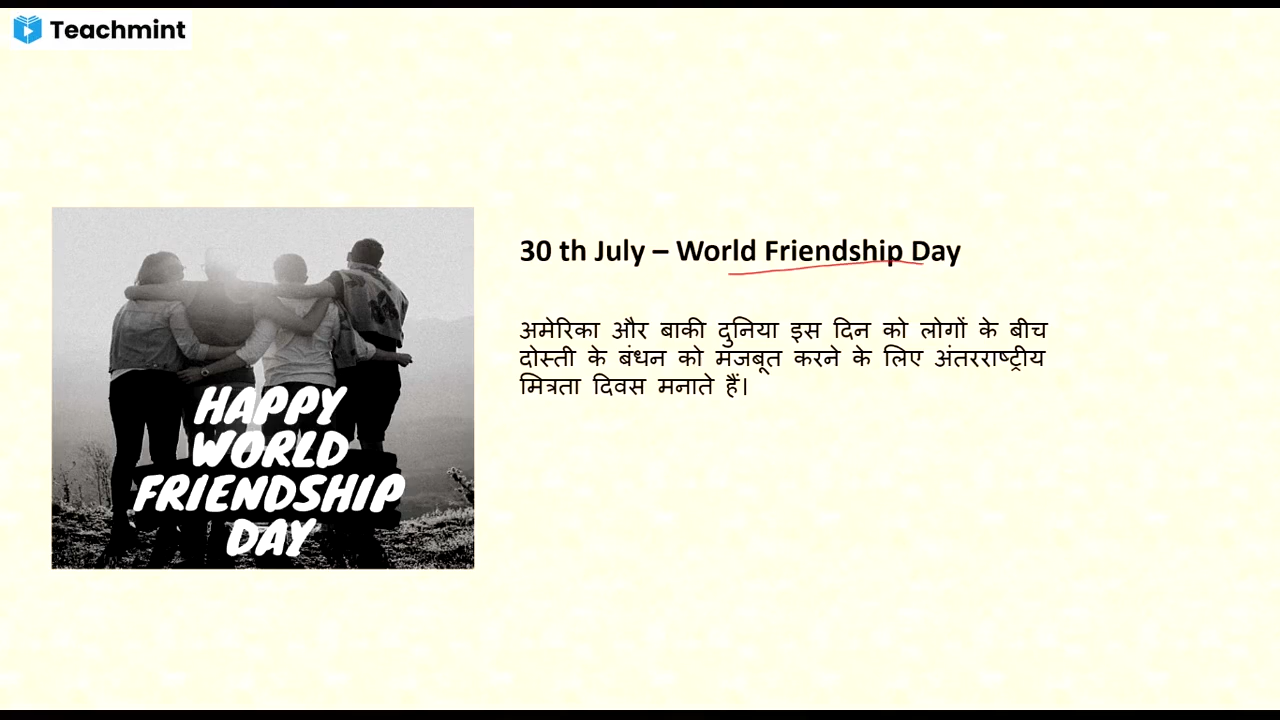 Teachmint
30 th July – World Friendship Day
अमेरिका और बाकी दुनिया इस दिन को लोगों के बीच
दोस्ती के बंधन को मजबूत करने के लिए अंतरराष्ट्रीय
मित्रता दिवस मनाते हैं।
HAPPY
WORLD
FRIENDSHIP
DAY